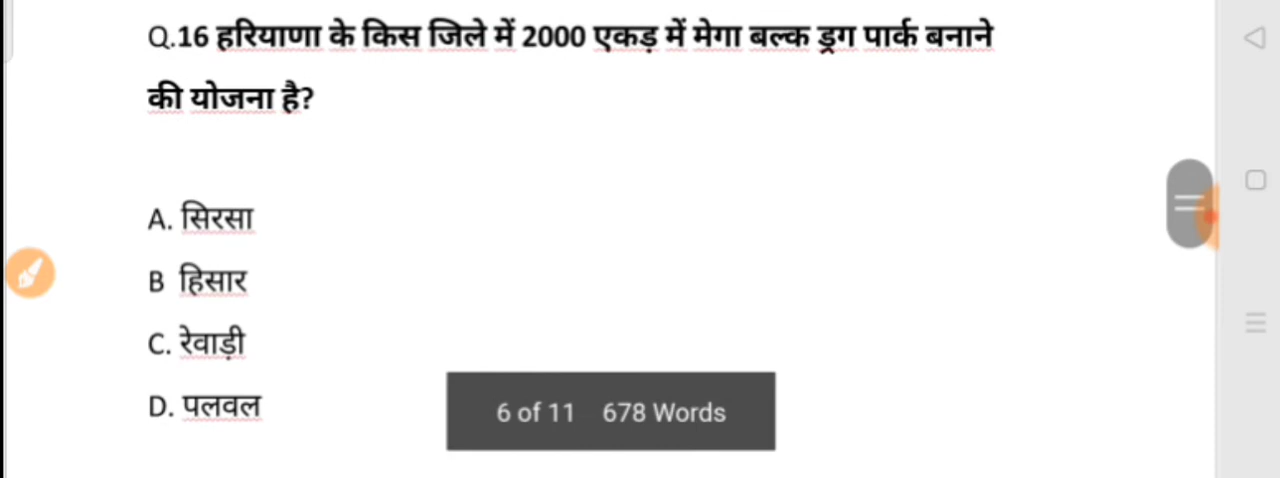 Q.16 हरियाणा के किस जिले में 2000 एकड़ में मेगा बल्क ड्रग पार्क बनाने
की योजना है?
A. सिरसा
B हिसार
C. रेवाड़ी
D. पलवल
6 of 11 678 Words